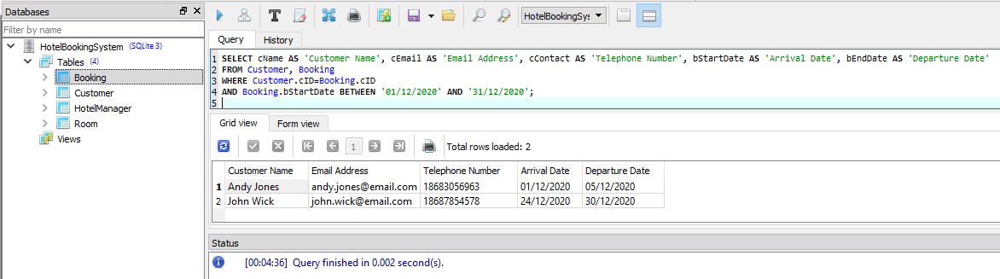 Databases
Filter by name
HotelBookingSystem (SQLite 3)
Tables (4)
Booking
Customer
HotelManager
Room
Views
HotelBookingSys
Query History
1 SELECT cName AS 'Customer Name', cEmail AS 'Email Address', cContact AS 'Telephone Number', bStartDate AS 'Arrival Date', bEndDate AS 'Departure Date'
2 FROM Customer, Booking
3 WHERE Customer.cID=Booking.cID
4 AND Booking.bStartDate BETWEEN '01/12/2020' AND '31/12/2020';
5
Grid view Form view
1 Total rows loaded: 2
Customer Name Email Address Telephone Number Arrival Date Departure Date
1 Andy Jones andy.jones@email.com 18683056963 01/12/2020 05/12/2020
2 John Wick john.wick@email.com 18687854578 24/12/2020 30/12/2020
Status
[00:04:36] Query finished in 0.002 second(s).